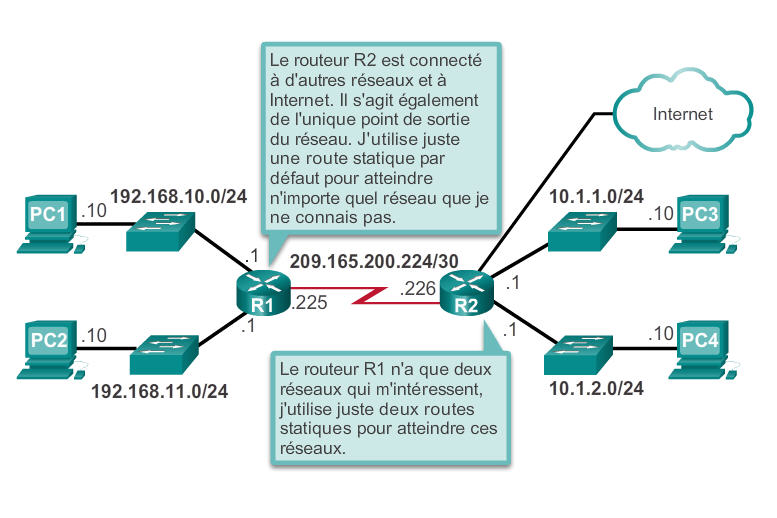 Le routeur R2 est connecté
à d'autres réseaux et à
Internet. Il s'agit également
de l'unique point de sortie
du réseau. J'utilise juste
une route statique par
défaut pour atteindre
n'importe quel réseau que je
ne connais pas.
Internet
192.168.10.0/24
10.1.1.0/24
PC1
.10
.10
PC3
.1
209.165.200.224/30
R1
.225
.226
R2
.1
.1
.1
PC2
.10
.10
PC4
192.168.11.0/24
10.1.2.0/24
Le routeur R1 n'a que deux
réseaux qui m'intéressent,
j'utilise juste deux routes
statiques pour atteindre ces
réseaux.